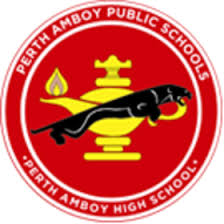 PERTH AMBOY PUBLIC SCHOOLS
•PERTH AMBOY HIGH SCHOOL•